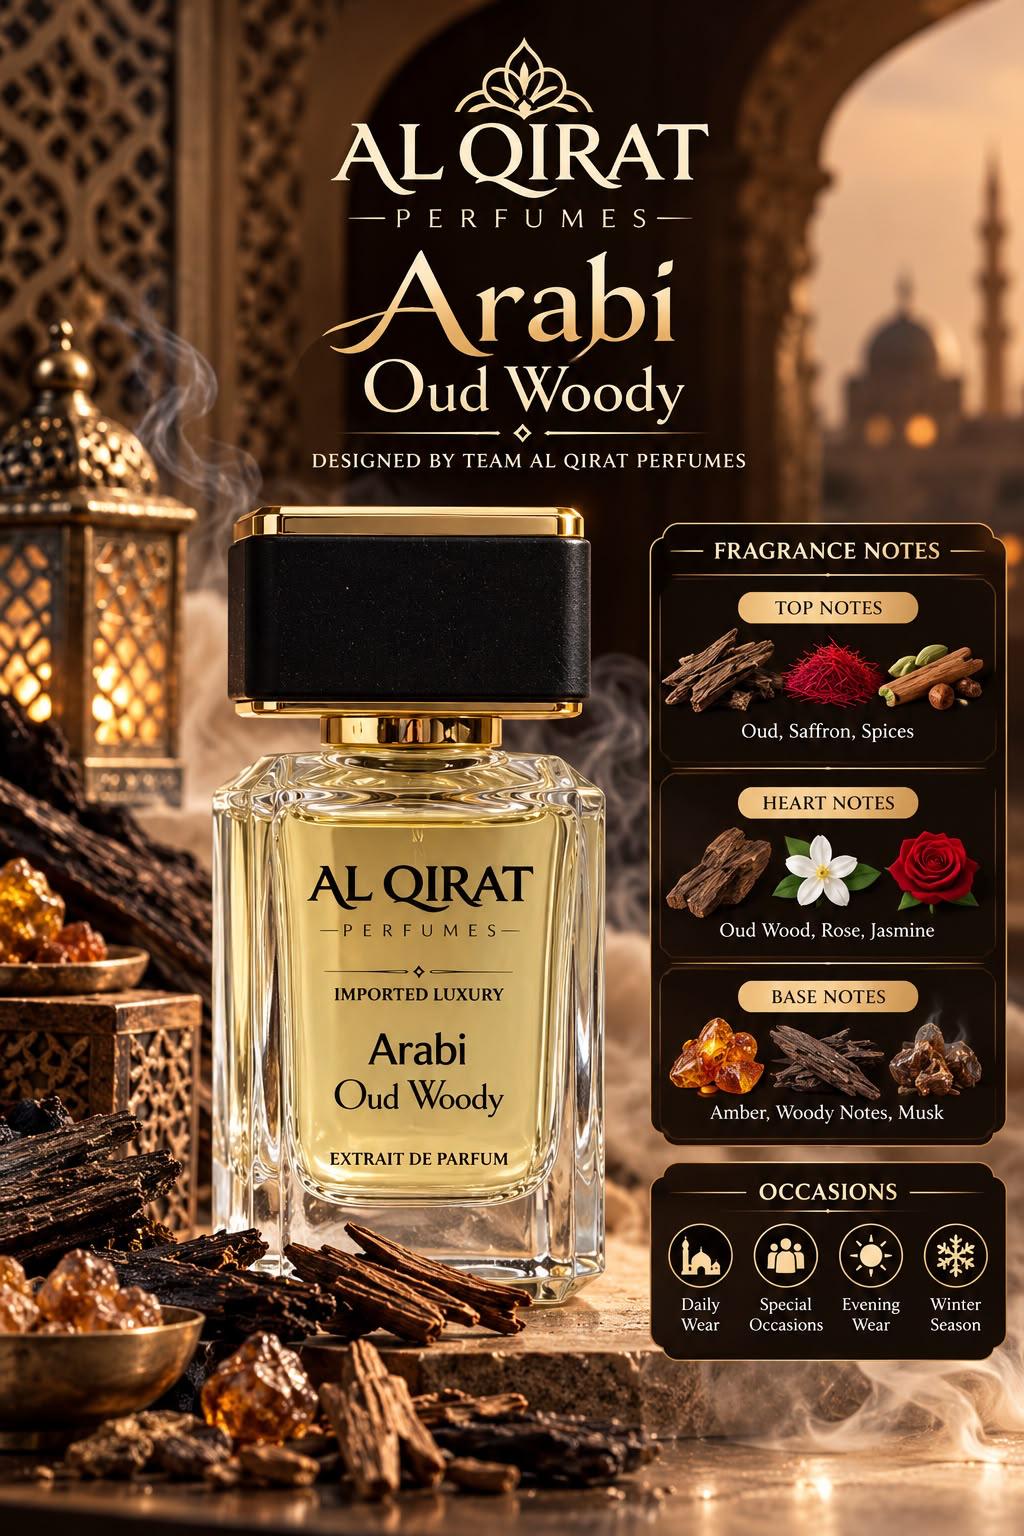 AL QIRAT
PERFUMES
Arabi
Oud Woody
DESIGNED BY TEAM AL QIRAT PERFUMES
AL QIRAT
PERFUMES
IMPORTED LUXURY
Arabi
Oud Woody
EXTRAIT DE PARFUM
FRAGRANCE NOTES
TOP NOTES
Oud, Saffron, Spices
HEART NOTES
Oud Wood, Rose, Jasmine
BASE NOTES
Amber, Woody Notes, Musk
OCCASIONS
Daily
Wear
Special
Occasions
Evening
Wear
Winter
Season